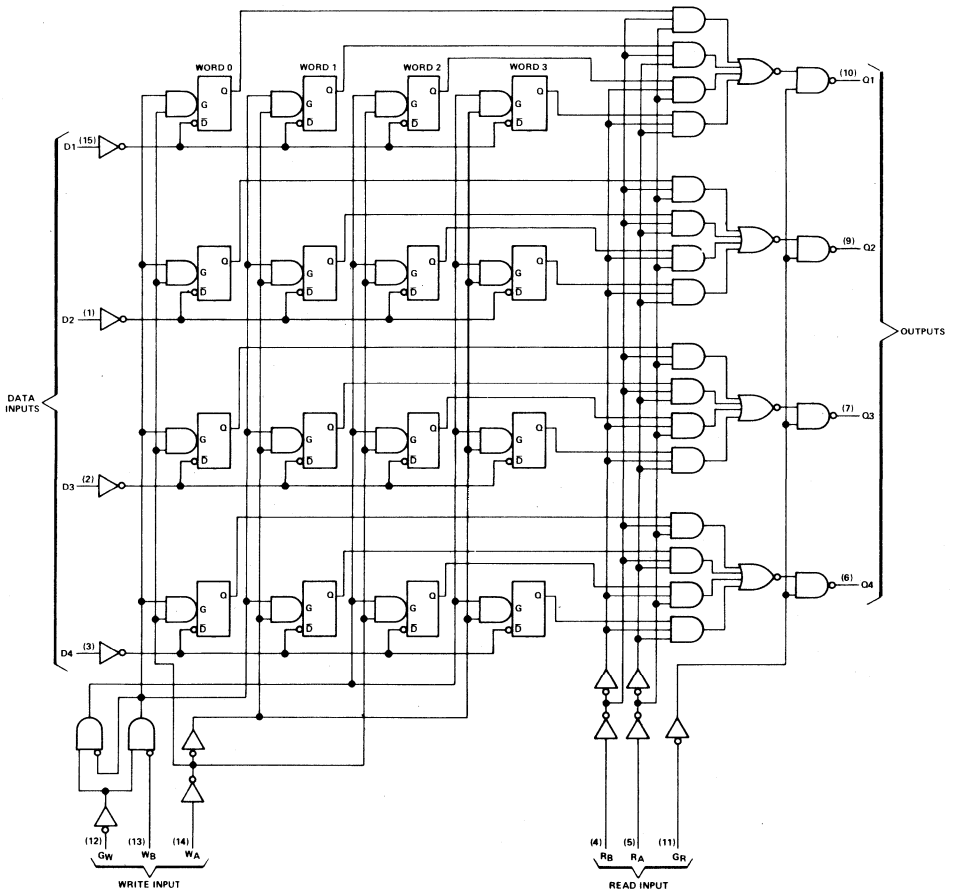 WORD 0 WORD 1 WORD 2 WORD 3
Q Q Q Q
G G G G
D̅ D̅ D̅ D̅
(10) Q1
D1 (15)
Q Q Q Q
G G G G
D̅ D̅ D̅ D̅
(9) Q2
D2 (1)
OUTPUTS
DATA
INPUTS
Q Q Q Q
G G G G
D̅ D̅ D̅ D̅
(7) Q3
D3 (2)
Q Q Q Q
G G G G
D̅ D̅ D̅ D̅
(6) Q4
D4 (3)
(12) (13) (14) (4) (5) (11)
GW WB WA RB RA GR
WRITE INPUT READ INPUT